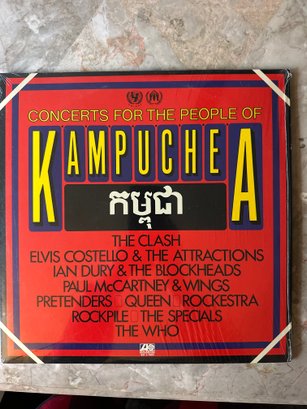 CONCERTS FOR THE PEOPLE OF
KAMPUCHEA
កម្ពុជា
THE CLASH
ELVIS COSTELLO & THE ATTRACTIONS
IAN DURY & THE BLOCKHEADS
PAUL McCARTNEY & WINGS
PRETENDERS QUEEN ROCKESTRA
ROCKPILE THE SPECIALS
THE WHO